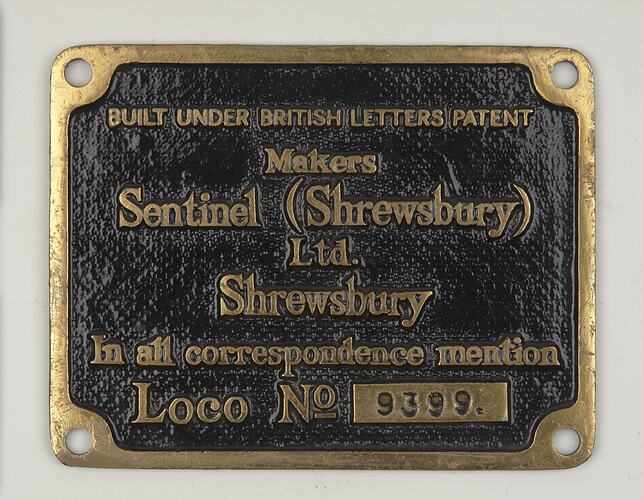 BUILT UNDER BRITISH LETTERS PATENT
Makers
Sentinel (Shrewsbury)
Ltd.
Shrewsbury
In all correspondence mention
Loco No 9399.